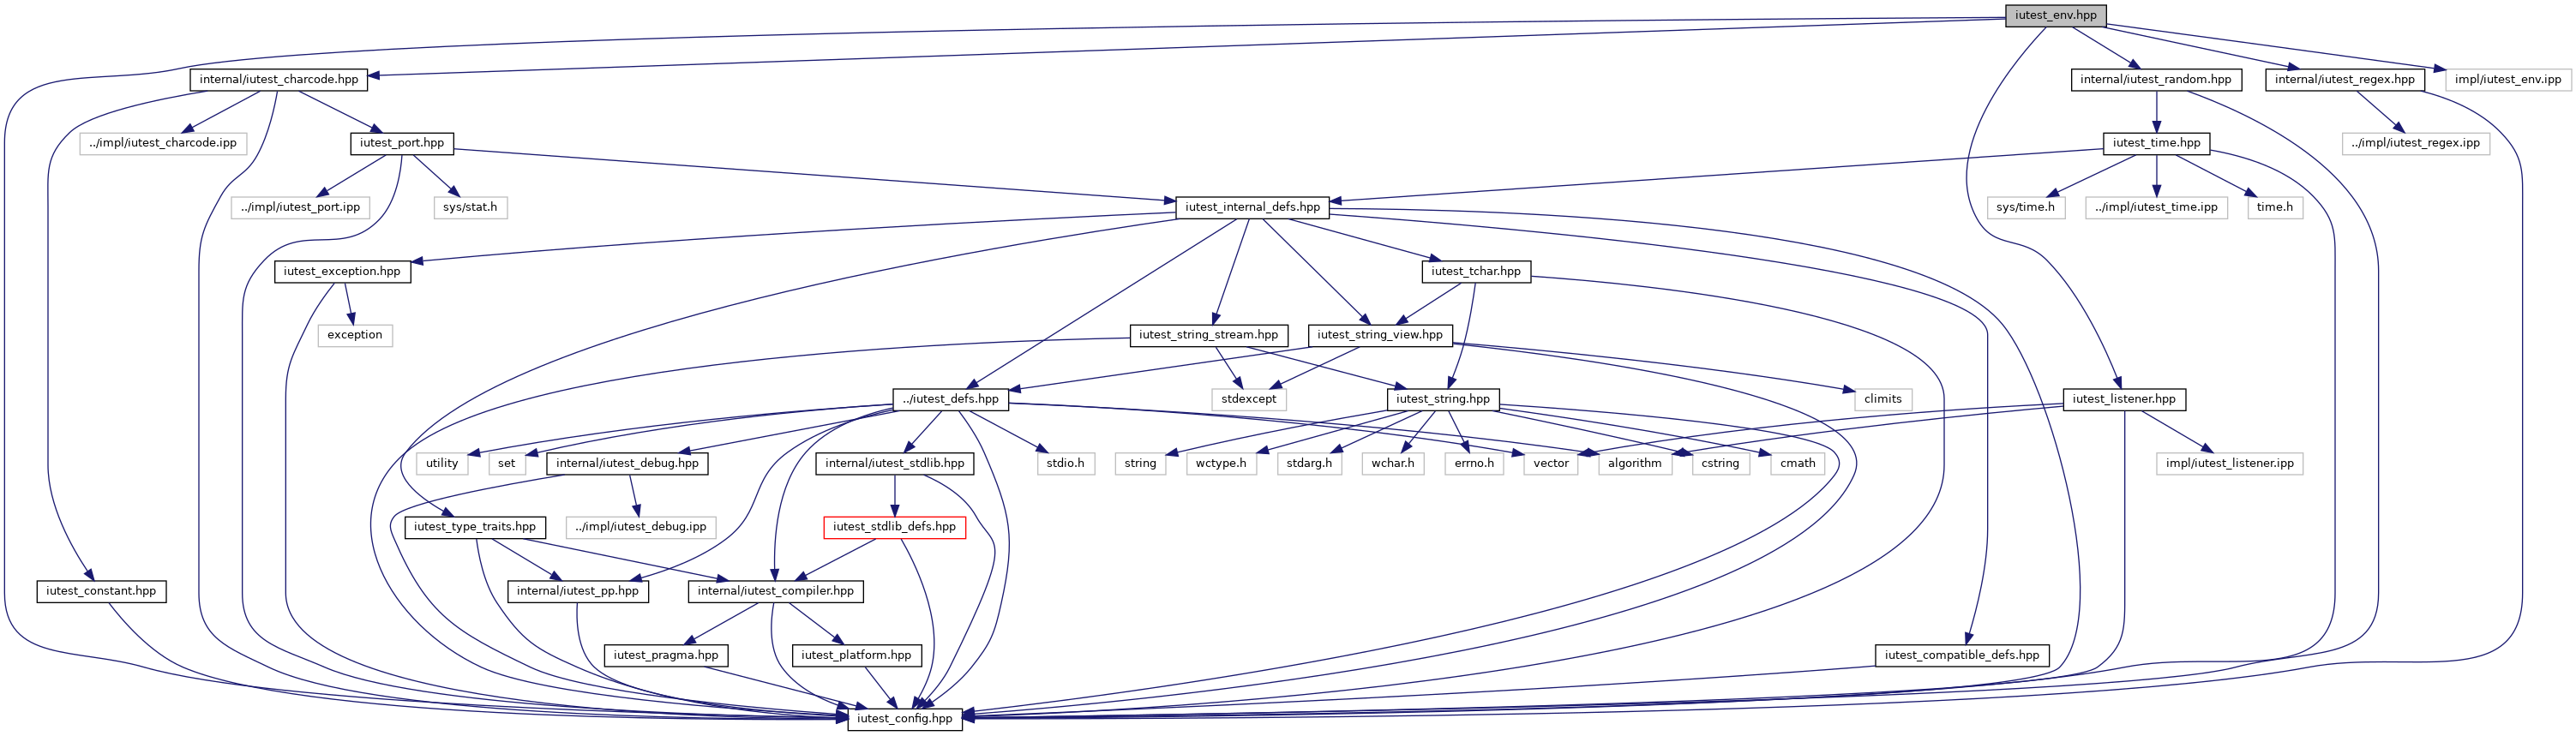 iutest_env.hpp
internal/iutest_charcode.hpp
internal/iutest_random.hpp
internal/iutest_regex.hpp
impl/iutest_env.ipp
../impl/iutest_charcode.ipp
iutest_port.hpp
iutest_time.hpp
../impl/iutest_regex.ipp
../impl/iutest_port.ipp
sys/stat.h
iutest_internal_defs.hpp
sys/time.h
../impl/iutest_time.ipp
time.h
iutest_exception.hpp
iutest_tchar.hpp
exception
iutest_string_stream.hpp
iutest_string_view.hpp
../iutest_defs.hpp
stdexcept
iutest_string.hpp
climits
iutest_listener.hpp
utility
set
internal/iutest_debug.hpp
internal/iutest_stdlib.hpp
stdio.h
string
wctype.h
stdarg.h
wchar.h
errno.h
vector
algorithm
cstring
cmath
impl/iutest_listener.ipp
iutest_type_traits.hpp
../impl/iutest_debug.ipp
iutest_stdlib_defs.hpp
iutest_constant.hpp
internal/iutest_pp.hpp
internal/iutest_compiler.hpp
iutest_pragma.hpp
iutest_platform.hpp
iutest_compatible_defs.hpp
iutest_config.hpp